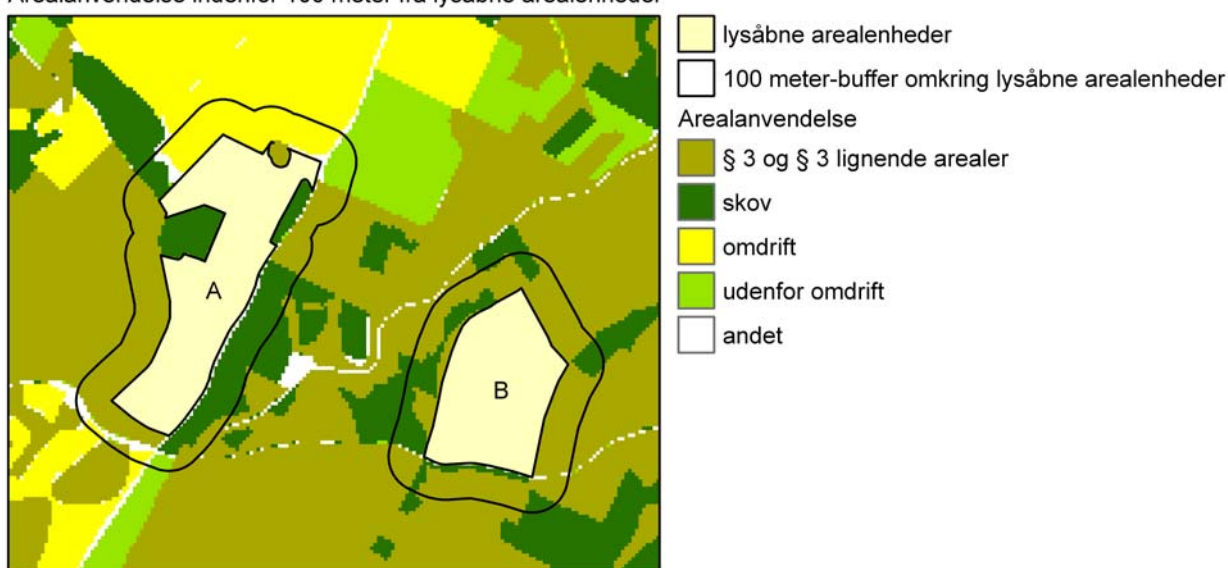 Arealanvendelse indenfor 100 meter fra lysåbne arealenheder
lysåbne arealenheder
100 meter-buffer omkring lysåbne arealenheder
Arealanvendelse
§ 3 og § 3 lignende arealer
skov
omdrift
udenfor omdrift
andet
A
B